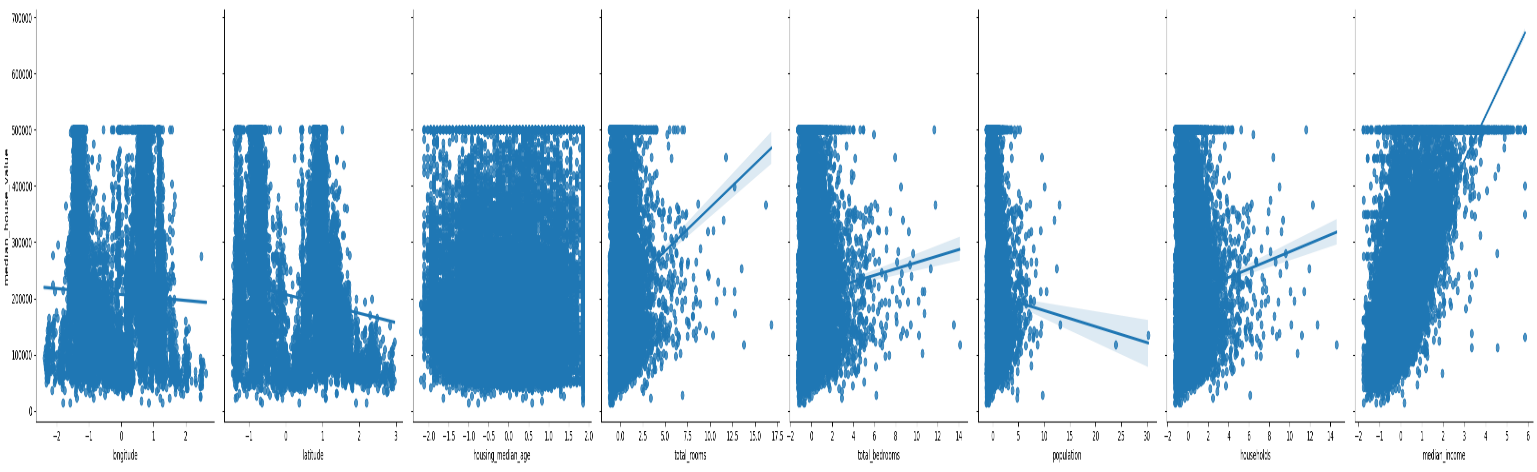 700000
600000
500000
400000
300000
200000
100000
0
median_house_value
−2 −1 0 1 2
longitude
−1 0 1 2 3
latitude
−2.0 −1.5 −1.0 −0.5 0.0 0.5 1.0 1.5 2.0
housing_median_age
0.0 2.5 5.0 7.5 10.0 12.5 15.0 17.5
total_rooms
−2 0 2 4 6 8 10 12 14
total_bedrooms
0 5 10 15 20 25 30
population
−2 0 2 4 6 8 10 12 14
households
−2 −1 0 1 2 3 4 5 6
median_income